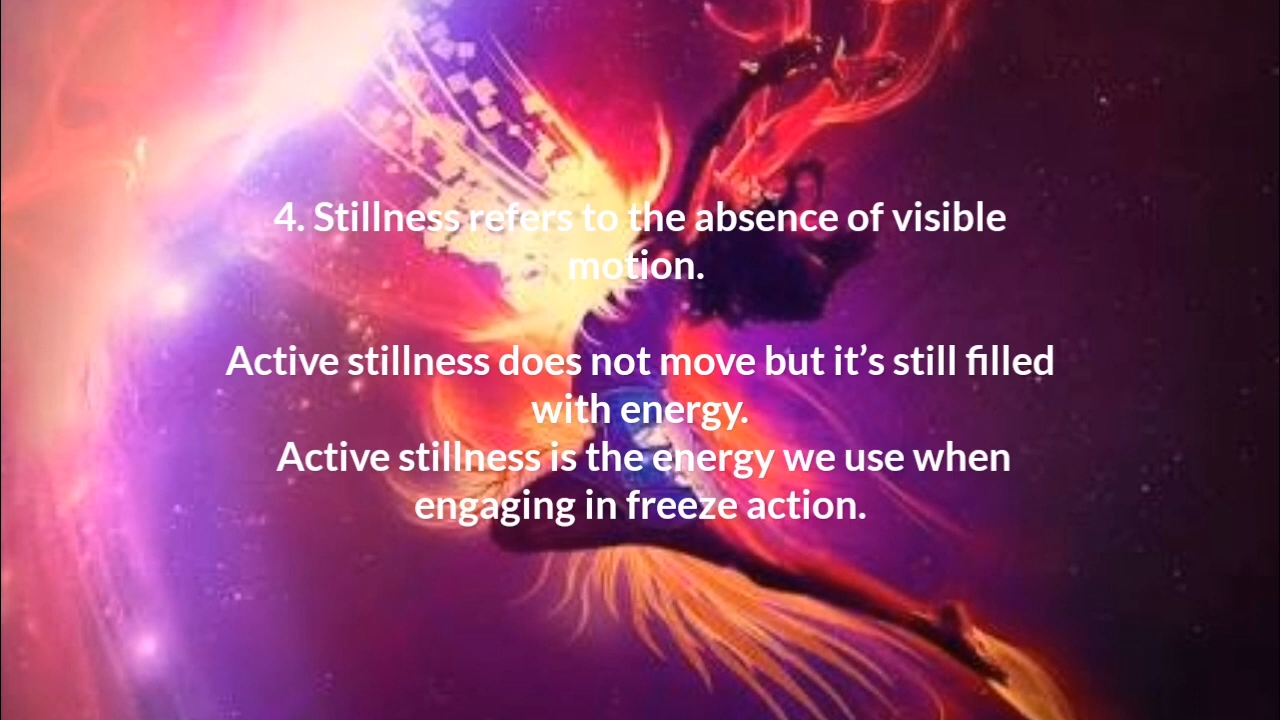 4. Stillness refers to the absence of visible
motion.
Active stillness does not move but it’s still filled
with energy.
Active stillness is the energy we use when
engaging in freeze action.